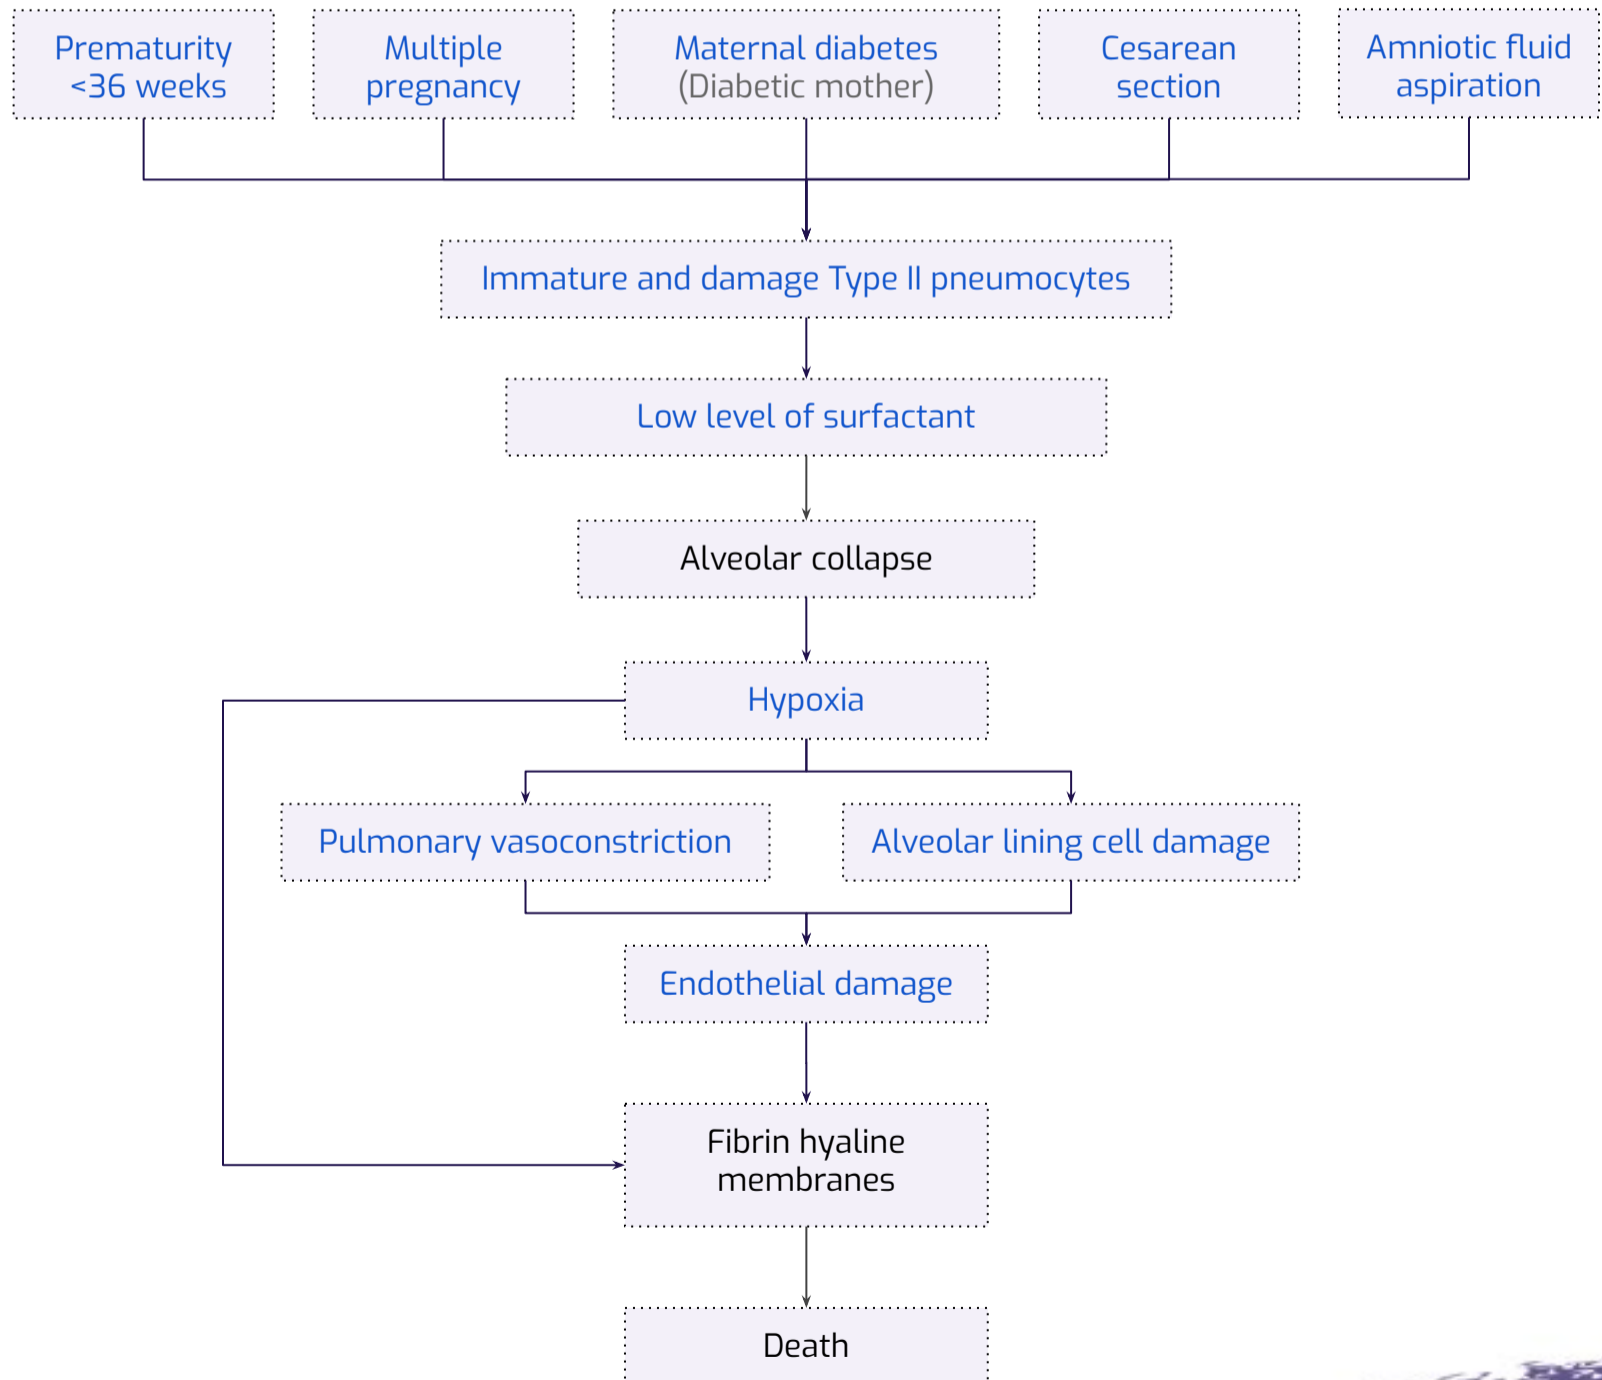 Prematurity
<36 weeks
Multiple
pregnancy
Maternal diabetes
(Diabetic mother)
Cesarean
section
Amniotic fluid
aspiration
Immature and damage Type II pneumocytes
Low level of surfactant
Alveolar collapse
Hypoxia
Pulmonary vasoconstriction
Alveolar lining cell damage
Endothelial damage
Fibrin hyaline
membranes
Death